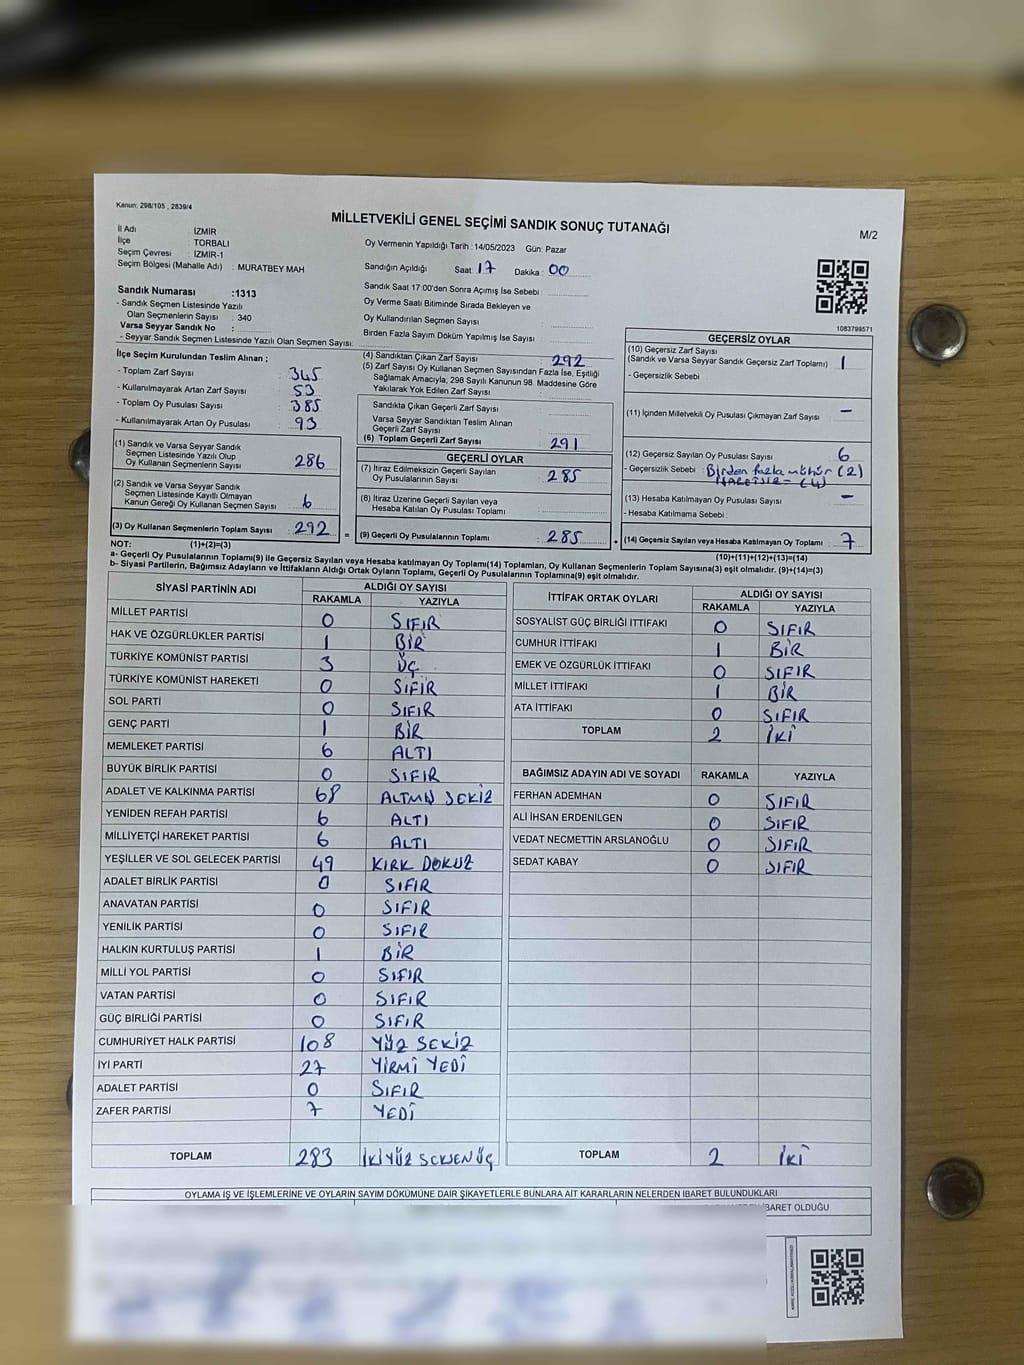 Kanun: 298/105 , 2839/4
MİLLETVEKİLİ GENEL SEÇİMİ SANDIK SONUÇ TUTANAĞI
M/2
İl Adı : İZMİR
İlçe : TORBALI
Seçim Çevresi : İZMİR-1
Seçim Bölgesi (Mahalle Adı) : MURATBEY MAH
Oy Vermenin Yapıldığı Tarih : 14/05/2023 Gün: Pazar
Sandığın Açıldığı Saat: 17 Dakika : 00
Sandık Saat 17:00'den Sonra Açımış İse Sebebi :
Oy Verme Saati Bitiminde Sırada Bekleyen ve
Oy Kullandırılan Seçmen Sayısı :
Birden Fazla Sayım Döküm Yapılmış İse Sayısı :
1083799571
Sandık Numarası :1313
- Sandık Seçmen Listesinde Yazılı
Olan Seçmenlerin Sayısı : 340
Varsa Seyyar Sandık No :
- Seyyar Sandık Seçmen Listesinde Yazılı Olan Seçmen Sayısı:
İlçe Seçim Kurulundan Teslim Alınan ;
- Toplam Zarf Sayısı : 345
- Kullanılmayarak Artan Zarf Sayısı : 53
- Toplam Oy Pusulası Sayısı : 385
- Kullanılmayarak Artan Oy Pusulası : 93
(1) Sandık ve Varsa Seyyar Sandık
Seçmen Listesinde Yazılı Olup
Oy Kullanan Seçmenlerin Sayısı : 286
(2) Sandık ve Varsa Seyyar Sandık
Seçmen Listesinde Kayıtlı Olmayan
Kanun Gereği Oy Kullanan Seçmen Sayısı : 6
(3) Oy Kullanan Seçmenlerin Toplam Sayısı : 292
(4) Sandıktan Çıkan Zarf Sayısı : 292
(5) Zarf Sayısı Oy Kullanan Seçmen Sayısından Fazla İse, Eşitliği
Sağlamak Amacıyla, 298 Sayılı Kanunun 98. Maddesine Göre
Yakılarak Yok Edilen Zarf Sayısı :
Sandıkta Çıkan Geçerli Zarf Sayısı :
Varsa Seyyar Sandıktan Teslim Alınan
Geçerli Zarf Sayısı :
(6) Toplam Geçerli Zarf Sayısı : 291
GEÇERLİ OYLAR
(7) İtiraz Edilmeksizin Geçerli Sayılan
Oy Pusulalarının Sayısı : 285
(8) İtiraz Üzerine Geçerli Sayılan veya
Hesaba Katılan Oy Pusulası Toplamı :
= (9) Geçerli Oy Pusulalarının Toplamı : 285 +
GEÇERSİZ OYLAR
(10) Geçersiz Zarf Sayısı
(Sandık ve Varsa Seyyar Sandık Geçersiz Zarf Toplamı) : 1
- Geçersizlik Sebebi :
(11) İçinden Milletvekili Oy Pusulası Çıkmayan Zarf Sayısı : -
(12) Geçersiz Sayılan Oy Pusulası Sayısı : 6
- Geçersizlik Sebebi : Birden fazla mühür (2)
(4)
(13) Hesaba Katılmayan Oy Pusulası Sayısı : -
- Hesaba Katılmama Sebebi :
(14) Geçersiz Sayılan veya Hesaba Katılmayan Oy Toplamı : 7
NOT: (1)+(2)=(3)
(10)+(11)+(12)+(13)=(14)
a- Geçerli Oy Pusulalarının Toplamı(9) ile Geçersiz Sayılan veya Hesaba Katılmayan Oy Toplamı(14) Toplamları, Oy Kullanan Seçmenlerin Toplam Sayısına(3) eşit olmalıdır. (9)+(14)=(3)
b- Siyasi Partilerin, Bağımsız Adayların ve İttifakların Aldığı Ortak Oyların Toplamı, Geçerli Oy Pusulalarının Toplamına(9) eşit olmalıdır.
SİYASİ PARTİNİN ADI ALDIĞI OY SAYISI
RAKAMLA YAZIYLA
MİLLET PARTİSİ 0 SIFIR
HAK VE ÖZGÜRLÜKLER PARTİSİ 1 BİR
TÜRKİYE KOMÜNİST PARTİSİ 3 ÜÇ
TÜRKİYE KOMÜNİST HAREKETİ 0 SIFIR
SOL PARTİ 0 SIFIR
GENÇ PARTİ 1 BİR
MEMLEKET PARTİSİ 6 ALTI
BÜYÜK BİRLİK PARTİSİ 0 SIFIR
ADALET VE KALKINMA PARTİSİ 68 ALTMIŞ SEKİZ
YENİDEN REFAH PARTİSİ 6 ALTI
MİLLİYETÇİ HAREKET PARTİSİ 6 ALTI
YEŞİLLER VE SOL GELECEK PARTİSİ 49 KIRK DOKUZ
ADALET BİRLİK PARTİSİ 0 SIFIR
ANAVATAN PARTİSİ 0 SIFIR
YENİLİK PARTİSİ 0 SIFIR
HALKIN KURTULUŞ PARTİSİ 1 BİR
MİLLİ YOL PARTİSİ 0 SIFIR
VATAN PARTİSİ 0 SIFIR
GÜÇ BİRLİĞİ PARTİSİ 0 SIFIR
CUMHURİYET HALK PARTİSİ 108 YÜZ SEKİZ
İYİ PARTİ 27 YİRMİ YEDİ
ADALET PARTİSİ 0 SIFIR
ZAFER PARTİSİ 7 YEDİ
TOPLAM 283 İKİYÜZ SEKSEN ÜÇ
İTTİFAK ORTAK OYLARI ALDIĞI OY SAYISI
RAKAMLA YAZIYLA
SOSYALİST GÜÇ BİRLİĞİ İTTİFAKI 0 SIFIR
CUMHUR İTTİFAKI 1 BİR
EMEK VE ÖZGÜRLÜK İTTİFAKI 0 SIFIR
MİLLET İTTİFAKI 1 BİR
ATA İTTİFAKI 0 SIFIR
TOPLAM 2 İKİ
BAĞIMSIZ ADAYIN ADI VE SOYADI RAKAMLA YAZIYLA
FERHAN ADEMHAN 0 SIFIR
ALİ İHSAN ERDENİLGEN 0 SIFIR
VEDAT NECMETTİN ARSLANOĞLU 0 SIFIR
SEDAT KABAY 0 SIFIR
TOPLAM 2 İKİ
OYLAMA İŞ VE İŞLEMLERİNE VE OYLARIN SAYIM DÖKÜMÜNE DAİR ŞİKAYETLERLE BUNLARA AİT KARARLARIN NELERDEN İBARET BULUNDUKLARI
İBARET OLDUĞU